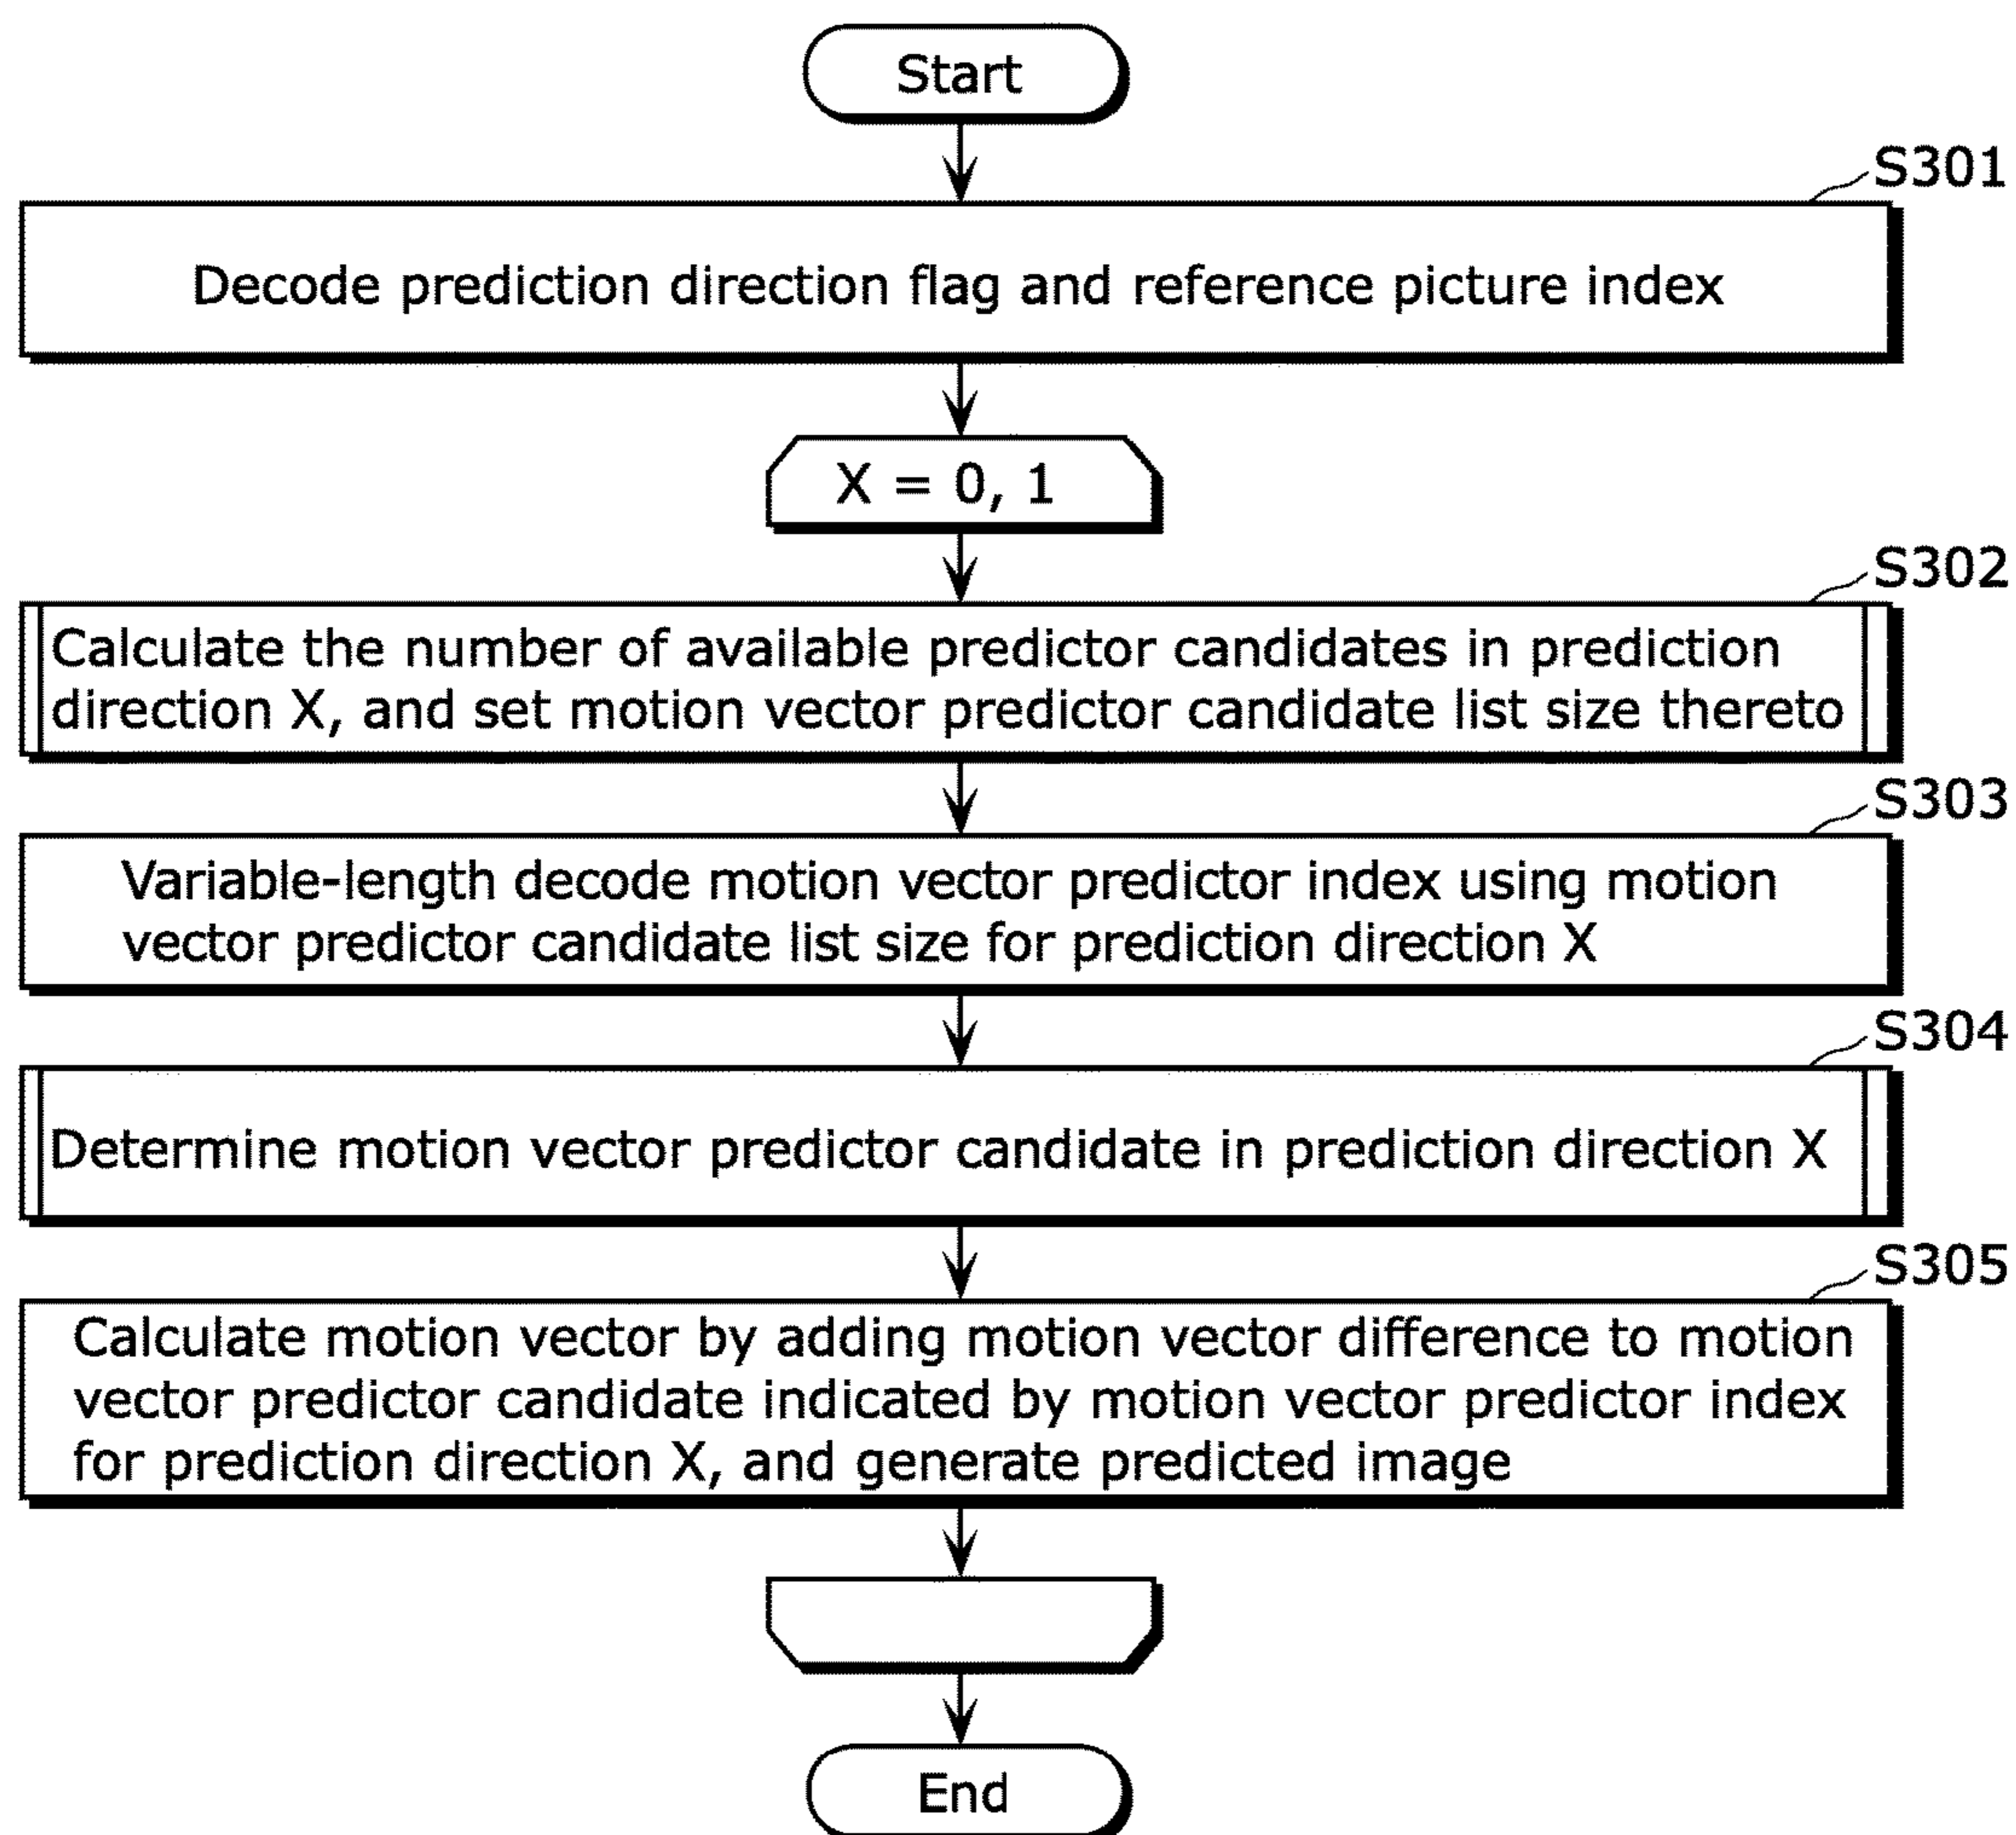 Start
S301
Decode prediction direction flag and reference picture index
X = 0, 1
S302
Calculate the number of available predictor candidates in prediction
direction X, and set motion vector predictor candidate list size thereto
S303
Variable-length decode motion vector predictor index using motion
vector predictor candidate list size for prediction direction X
S304
Determine motion vector predictor candidate in prediction direction X
S305
Calculate motion vector by adding motion vector difference to motion
vector predictor candidate indicated by motion vector predictor index
for prediction direction X, and generate predicted image
End